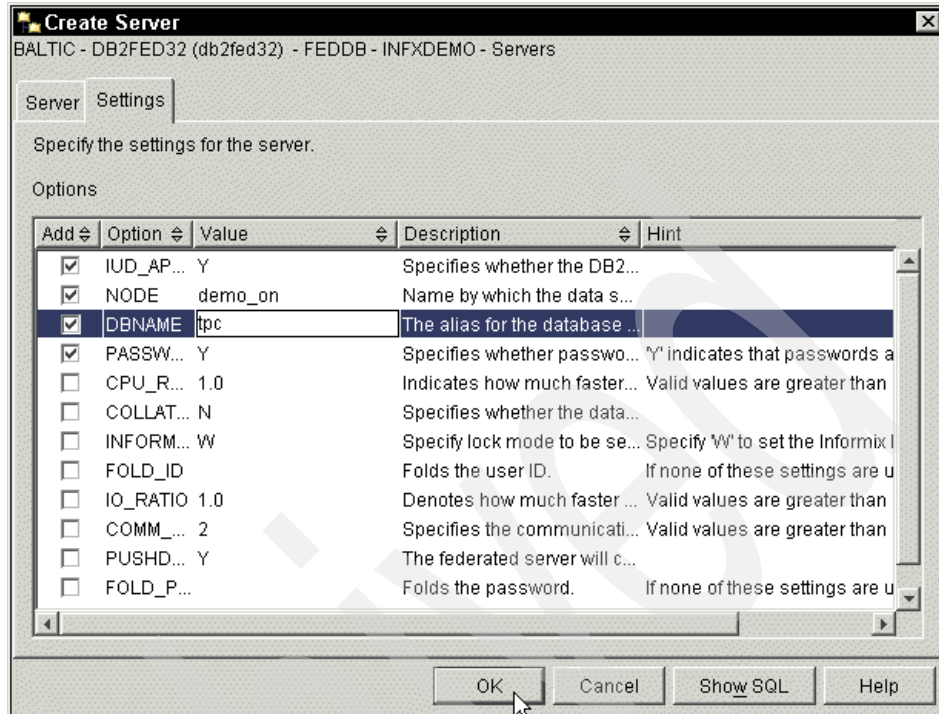 Create Server
BALTIC - DB2FED32 (db2fed32) - FEDDB - INFXDEMO - Servers
Server Settings
Specify the settings for the server.
Options
Add Option Value Description Hint
IUD_AP... Y Specifies whether the DB2...
NODE demo_on Name by which the data s...
DBNAME tpc The alias for the database ...
PASSW... Y Specifies whether passwo... 'Y' indicates that passwords a
CPU_R... 1.0 Indicates how much faster... Valid values are greater than
COLLAT... N Specifies whether the data...
INFORM... W Specify lock mode to be se... Specify 'W' to set the Informix l
FOLD_ID Folds the user ID. If none of these settings are u
IO_RATIO 1.0 Denotes how much faster ... Valid values are greater than
COMM_... 2 Specifies the communicati... Valid values are greater than
PUSHD... Y The federated server will c...
FOLD_P... Folds the password. If none of these settings are u
OK Cancel Show SQL Help